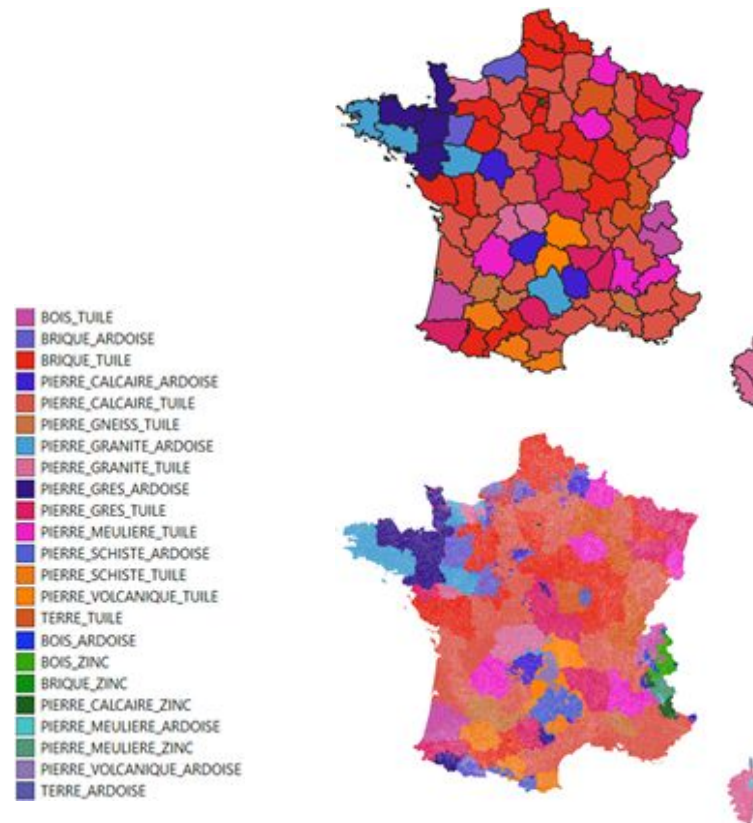 BOIS_TUILE
BRIQUE_ARDOISE
BRIQUE_TUILE
PIERRE_CALCAIRE_ARDOISE
PIERRE_CALCAIRE_TUILE
PIERRE_GNEISS_TUILE
PIERRE_GRANITE_ARDOISE
PIERRE_GRANITE_TUILE
PIERRE_GRES_ARDOISE
PIERRE_GRES_TUILE
PIERRE_MEULIERE_TUILE
PIERRE_SCHISTE_ARDOISE
PIERRE_SCHISTE_TUILE
PIERRE_VOLCANIQUE_TUILE
TERRE_TUILE
BOIS_ARDOISE
BOIS_ZINC
BRIQUE_ZINC
PIERRE_CALCAIRE_ZINC
PIERRE_MEULIERE_ARDOISE
PIERRE_MEULIERE_ZINC
PIERRE_VOLCANIQUE_ARDOISE
TERRE_ARDOISE